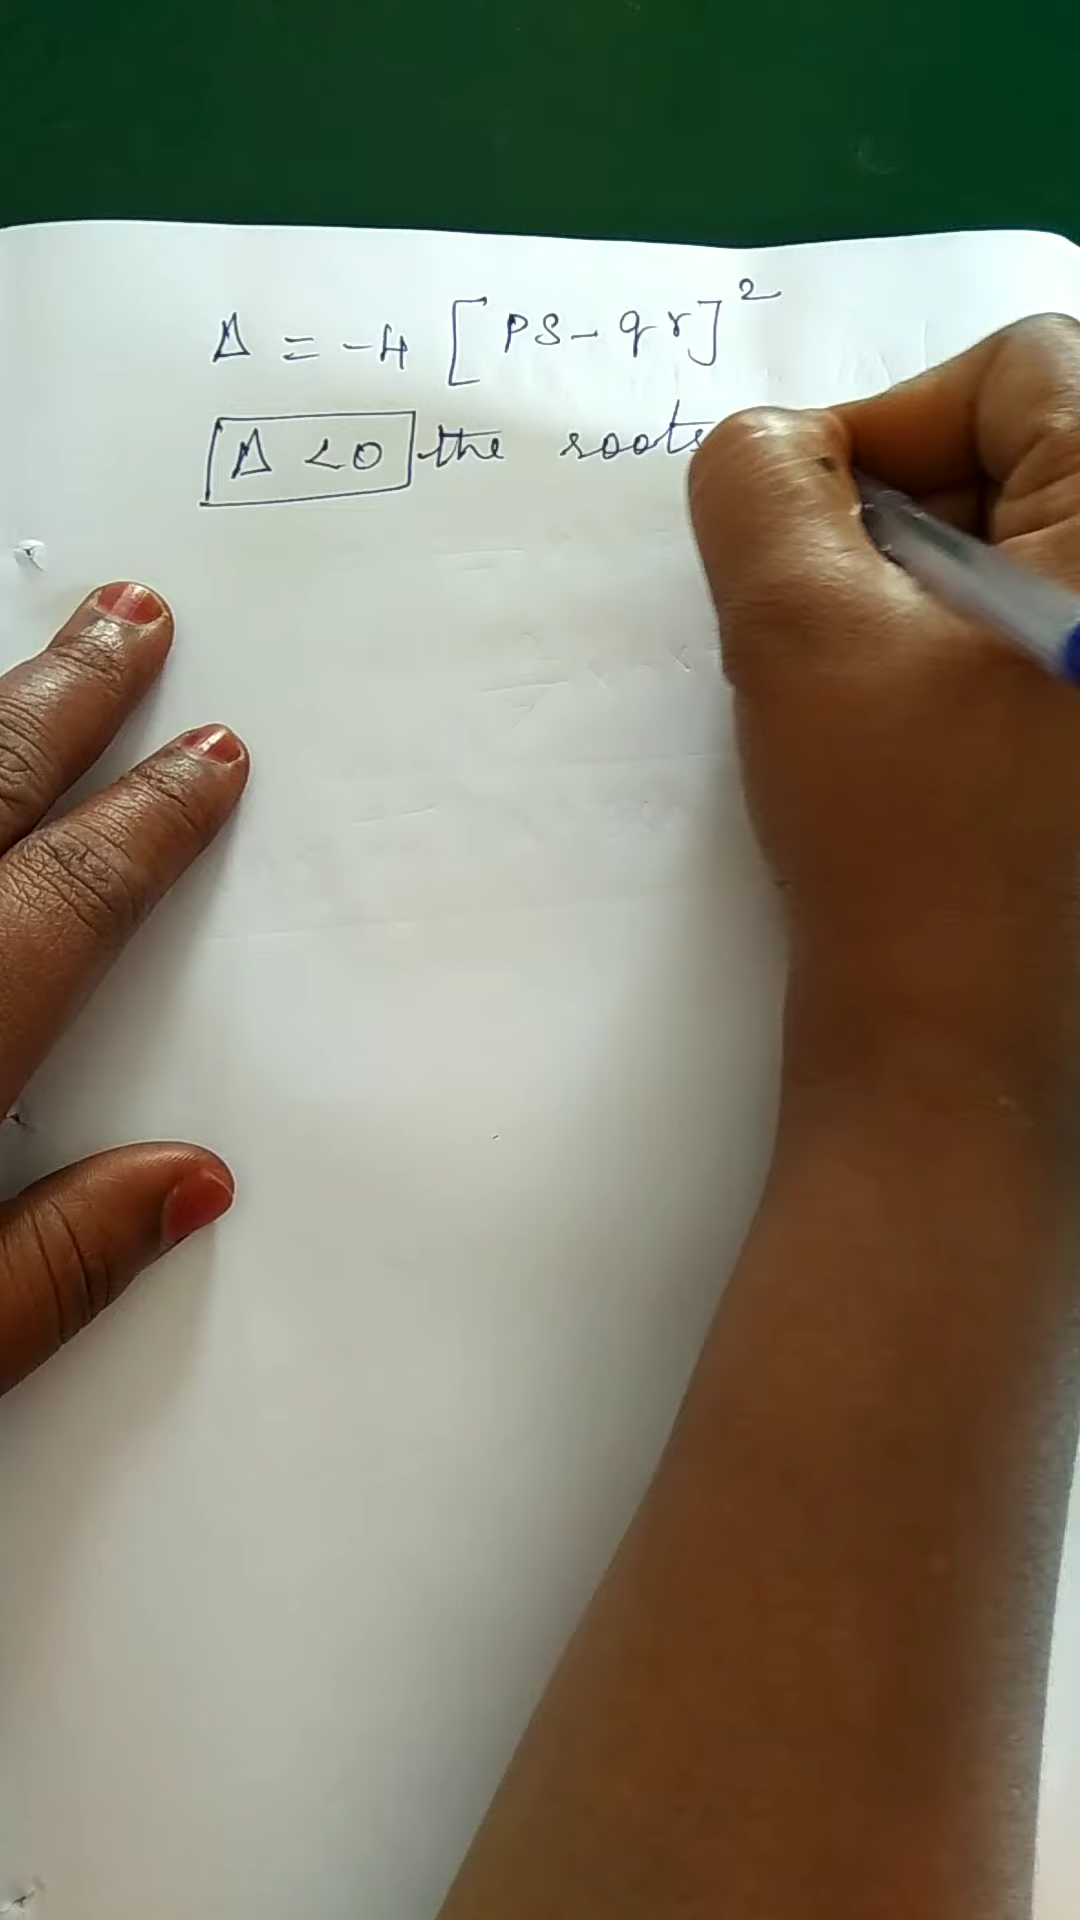 Δ = -4 [PS - qr]²
Δ < 0 the roots